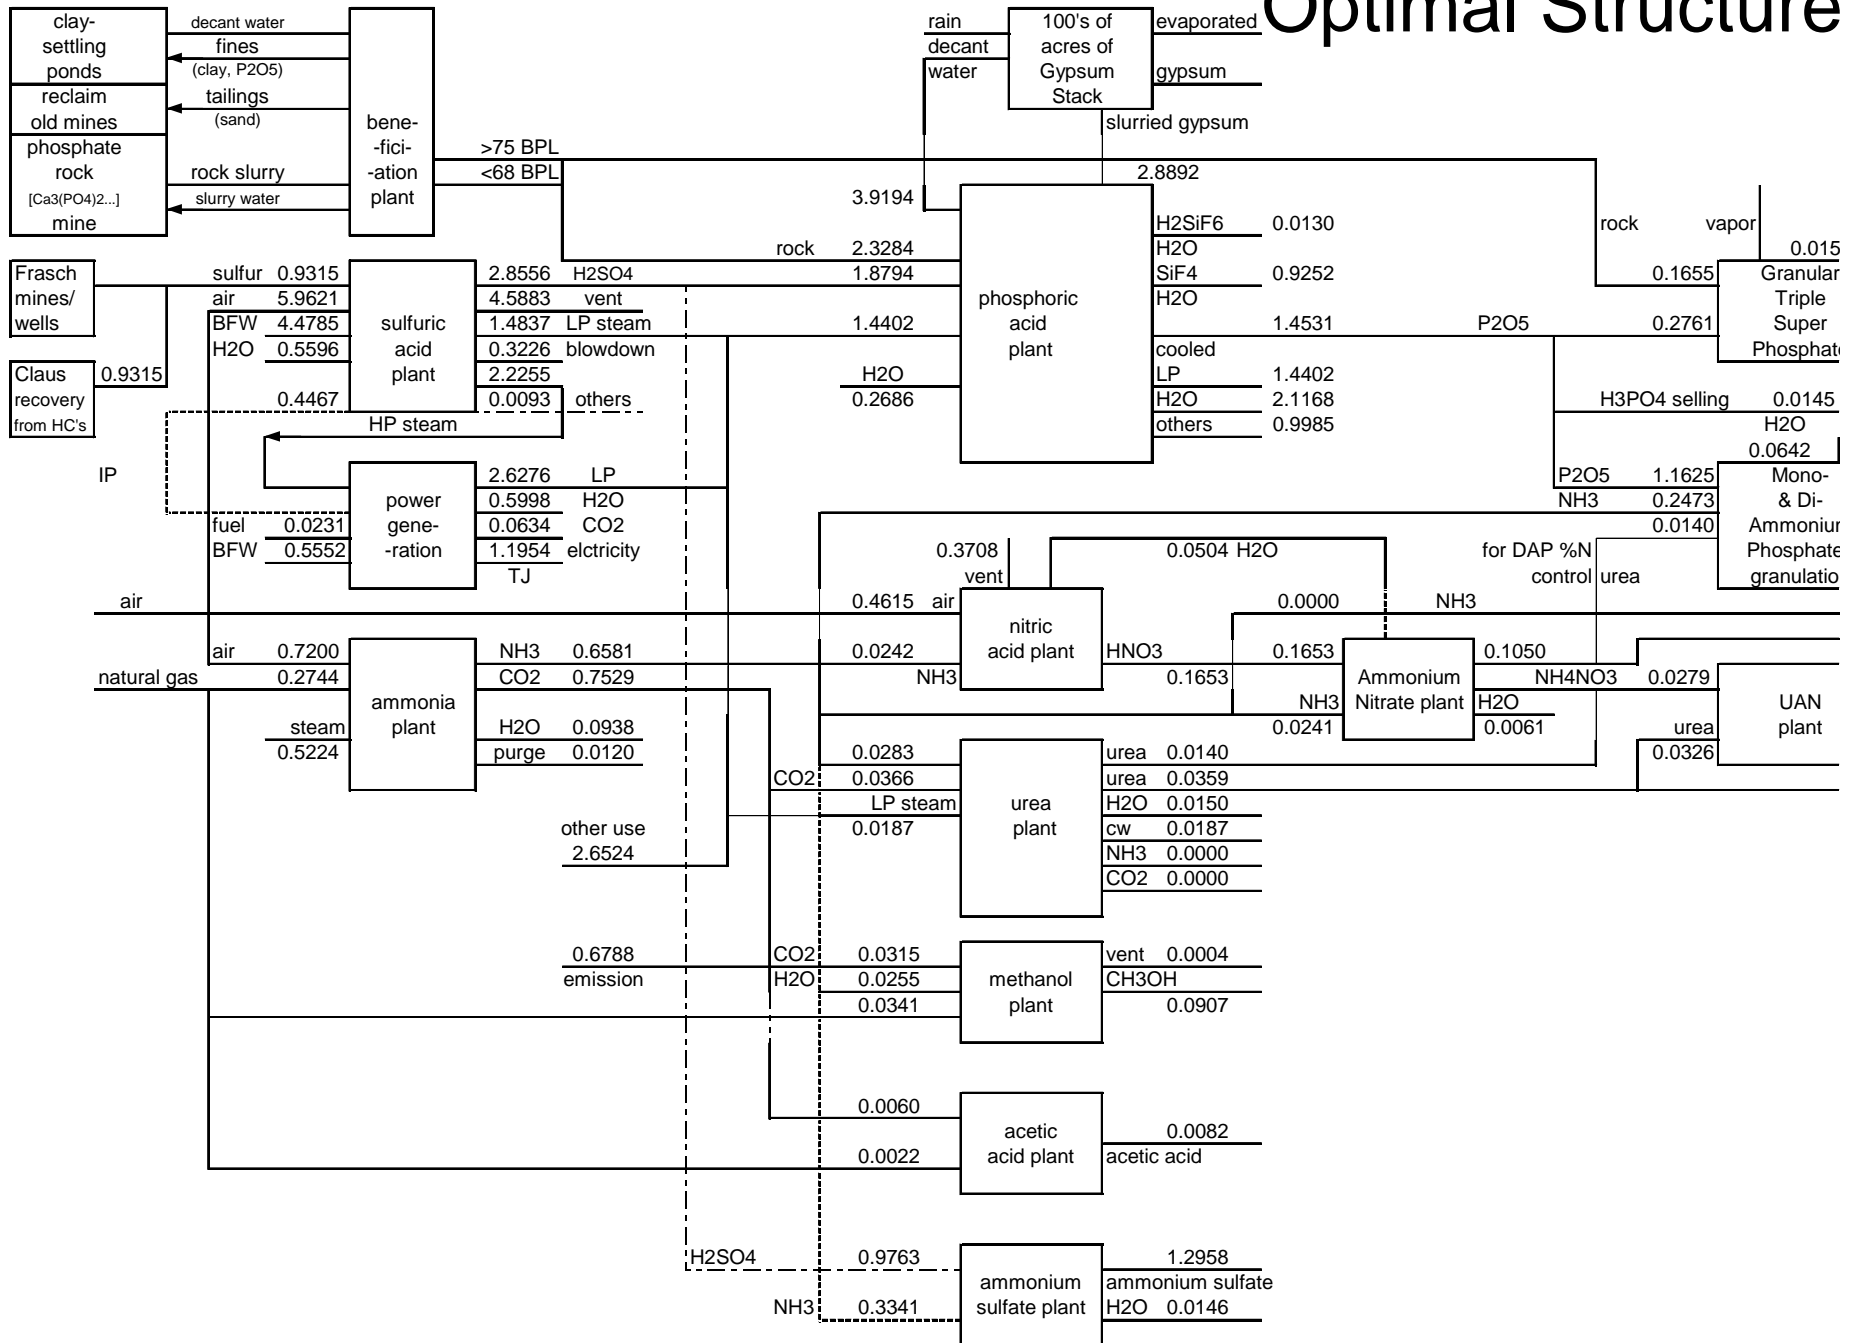 Optimal Structure
clay-
settling
ponds
reclaim
old mines
phosphate
rock
[Ca3(PO4)2...]
mine
decant water
fines
(clay, P2O5)
tailings
(sand)
rock slurry
slurry water
bene-
-fici-
-ation
plant
>75 BPL
<68 BPL
rain
decant
water
100's of
acres of
Gypsum
Stack
evaporated
gypsum
slurried gypsum
2.8892
3.9194
rock 2.3284
1.8794
1.4402
H2O
0.2686
phosphoric
acid
plant
H2SiF6 0.0130
H2O
SiF4 0.9252
H2O
1.4531 P2O5 0.2761
cooled
LP 1.4402
H2O 2.1168
others 0.9985
rock
vapor
0.015
0.1655
Granular
Triple
Super
Phosphate
H3PO4 selling 0.0145
H2O
0.0642
P2O5 1.1625
NH3 0.2473
0.0140
Mono-
& Di-
Ammonium
Phosphate
granulatio
for DAP %N
control urea
Frasch
mines/
wells
Claus
recovery
from HC's
0.9315
sulfur 0.9315
air 5.9621
BFW 4.4785
H2O 0.5596
0.4467
sulfuric
acid
plant
2.8556 H2SO4
4.5883 vent
1.4837 LP steam
0.3226 blowdown
2.2255
0.0093 others
HP steam
IP
fuel 0.0231
BFW 0.5552
power
gene-
-ration
2.6276 LP
0.5998 H2O
0.0634 CO2
1.1954 elctricity
TJ
air
0.4615 air
0.3708
vent
0.0504 H2O
nitric
acid plant
0.0242
NH3
HNO3
0.1653
0.1653
0.0000 NH3
NH3
0.0241
Ammonium
Nitrate plant
0.1050
NH4NO3 0.0279
H2O
0.0061
urea
0.0326
UAN
plant
air 0.7200
natural gas 0.2744
steam
0.5224
ammonia
plant
NH3 0.6581
CO2 0.7529
H2O 0.0938
purge 0.0120
0.0283
CO2 0.0366
LP steam
0.0187
urea
plant
urea 0.0140
urea 0.0359
H2O 0.0150
cw 0.0187
NH3 0.0000
CO2 0.0000
other use
2.6524
0.6788
emission
CO2 0.0315
H2O 0.0255
0.0341
methanol
plant
vent 0.0004
CH3OH
0.0907
0.0060
0.0022
acetic
acid plant
0.0082
acetic acid
H2SO4 0.9763
NH3 0.3341
ammonium
sulfate plant
1.2958
ammonium sulfate
H2O 0.0146